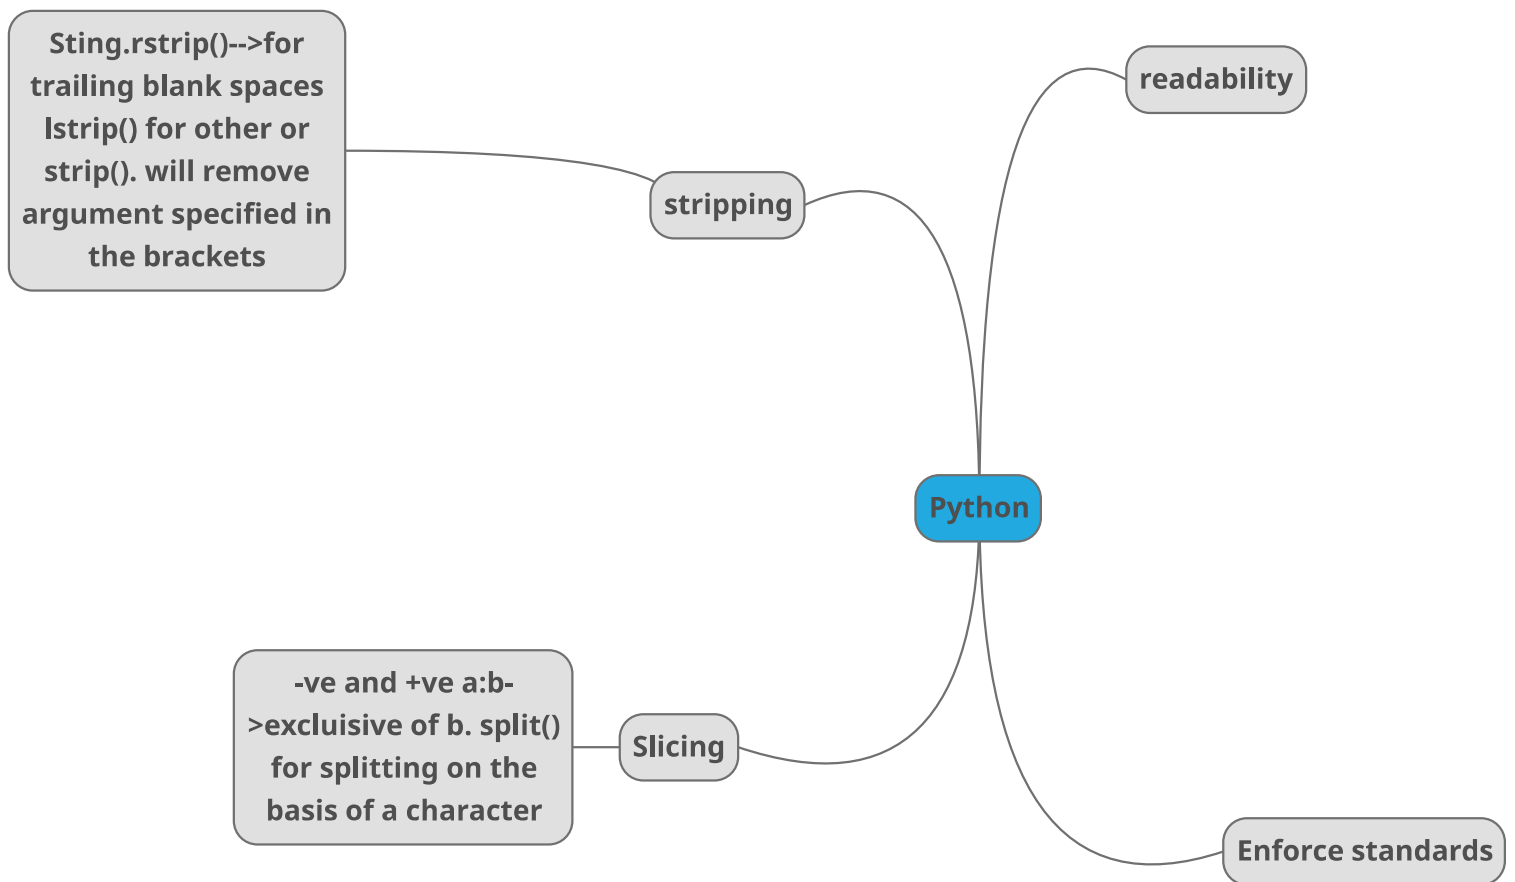 Sting.rstrip()-->for
trailing blank spaces
lstrip() for other or
strip(). will remove
argument specified in
the brackets
readability
stripping
Python
-ve and +ve a:b-
>excluisive of b. split()
for splitting on the
basis of a character
Slicing
Enforce standards